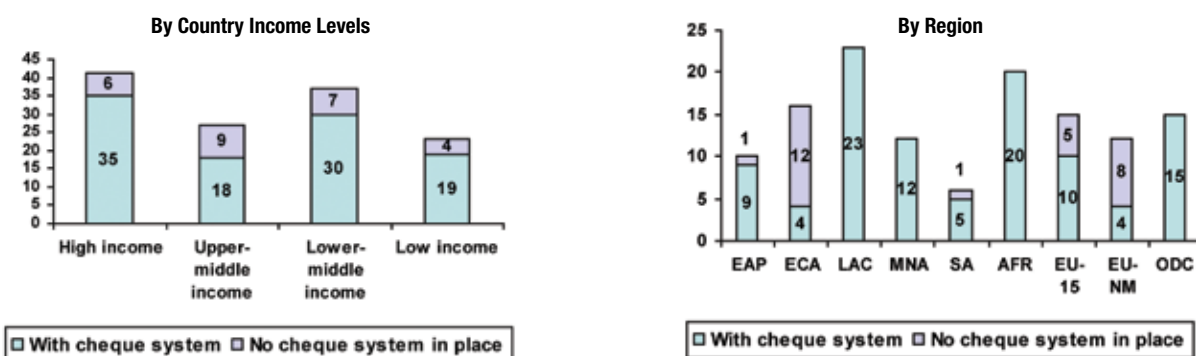 By Country Income Levels
45
40
35
30
25
20
15
10
5
0
6
35
9
18
7
30
4
19
High income
Upper-
middle
income
Lower-
middle
income
Low income
With cheque system No cheque system in place
By Region
25
20
15
10
5
0
1
9
12
4
23
12
1
5
20
5
10
8
4
15
EAP ECA LAC MNA SA AFR EU-
15 EU-
NM ODC
With cheque system No cheque system in place